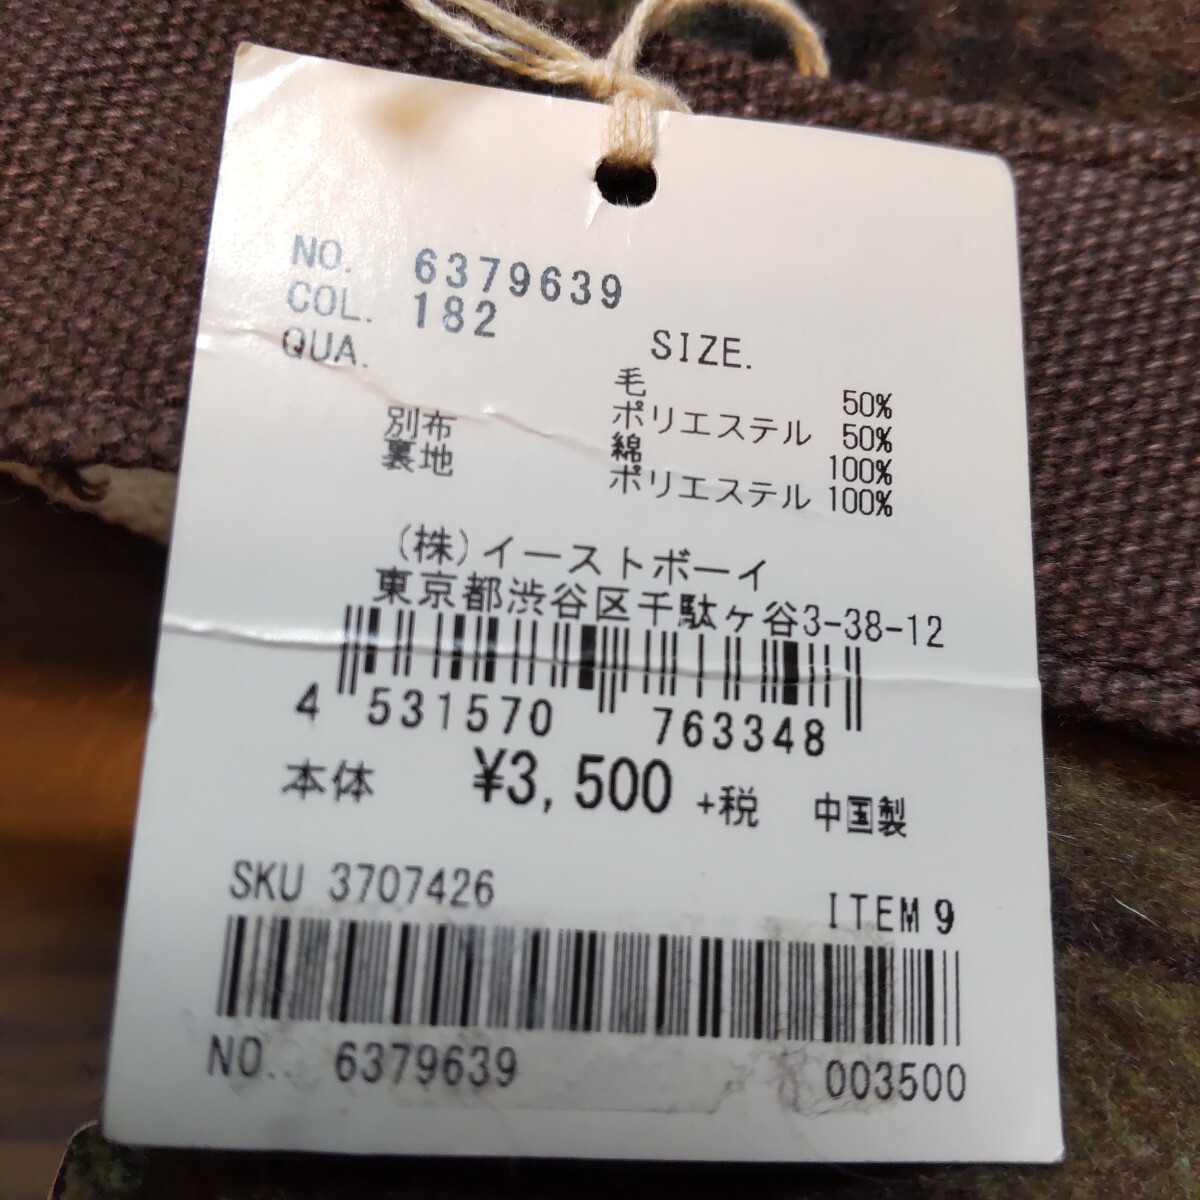 NO. 6379639
COL. 182
QUA. SIZE.
毛 50%
ポリエステル 50%
別布 綿 100%
裏地 ポリエステル 100%
(株)イーストボーイ
東京都渋谷区千駄ヶ谷3-38-12
4 531570 763348
本体 ¥3,500 +税 中国製
SKU 3707426 ITEM 9
NO. 6379639 003500